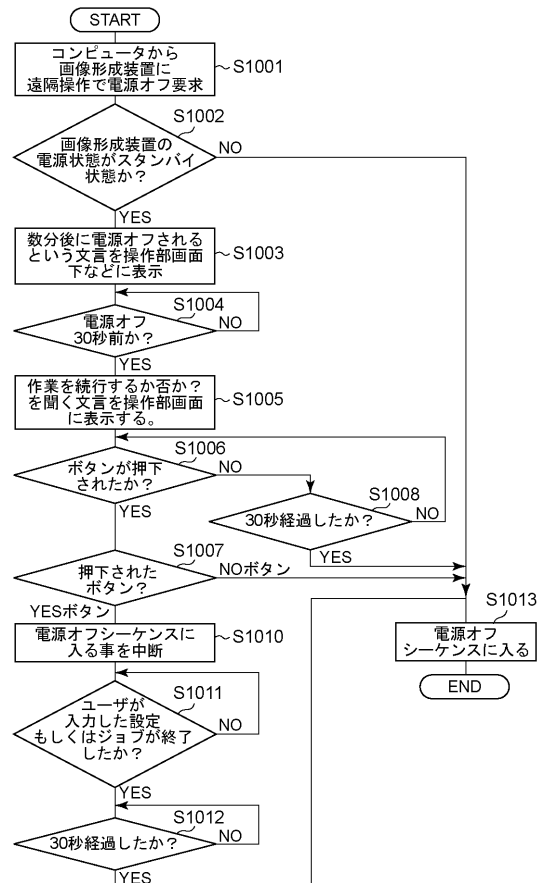 START
コンピュータから
画像形成装置に
遠隔操作で電源オフ要求
S1001
S1002
画像形成装置の
電源状態がスタンバイ
状態か？
NO
YES
数分後に電源オフされる
という文言を操作部画面
下などに表示
S1003
S1004
電源オフ
30秒前か？
NO
YES
作業を続行するか否か？
を聞く文言を操作部画面
に表示する。
S1005
S1006
ボタンが押下
されたか？
NO
YES
S1008
30秒経過したか？
NO
YES
S1007
押下された
ボタン？
NOボタン
YESボタン
電源オフシーケンスに
入る事を中断
S1010
S1013
電源オフ
シーケンスに入る
END
S1011
ユーザが
入力した設定
もしくはジョブが終了
したか？
NO
YES
S1012
30秒経過したか？
NO
YES